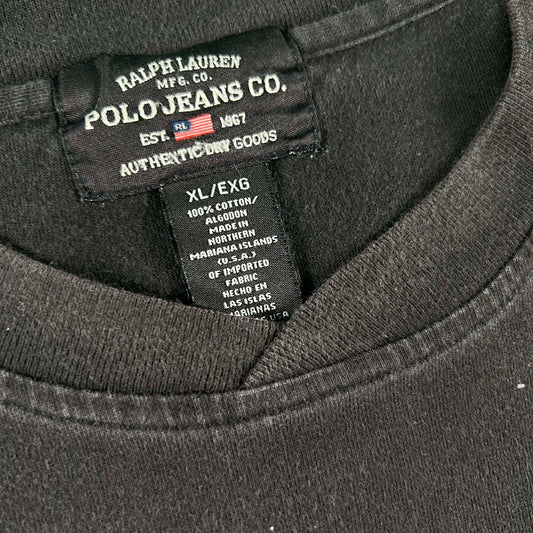 RALPH LAUREN
MFG. CO.
POLO JEANS CO.
EST. RL 1967
AUTHENTIC DRY GOODS
XL/EXG
100% COTTON/
ALGODON
MADE IN
NORTHERN
MARIANA ISLANDS
(U.S.A.)
OF IMPORTED
FABRIC
HECHO EN
LAS ISLAS
MARIANAS
USA